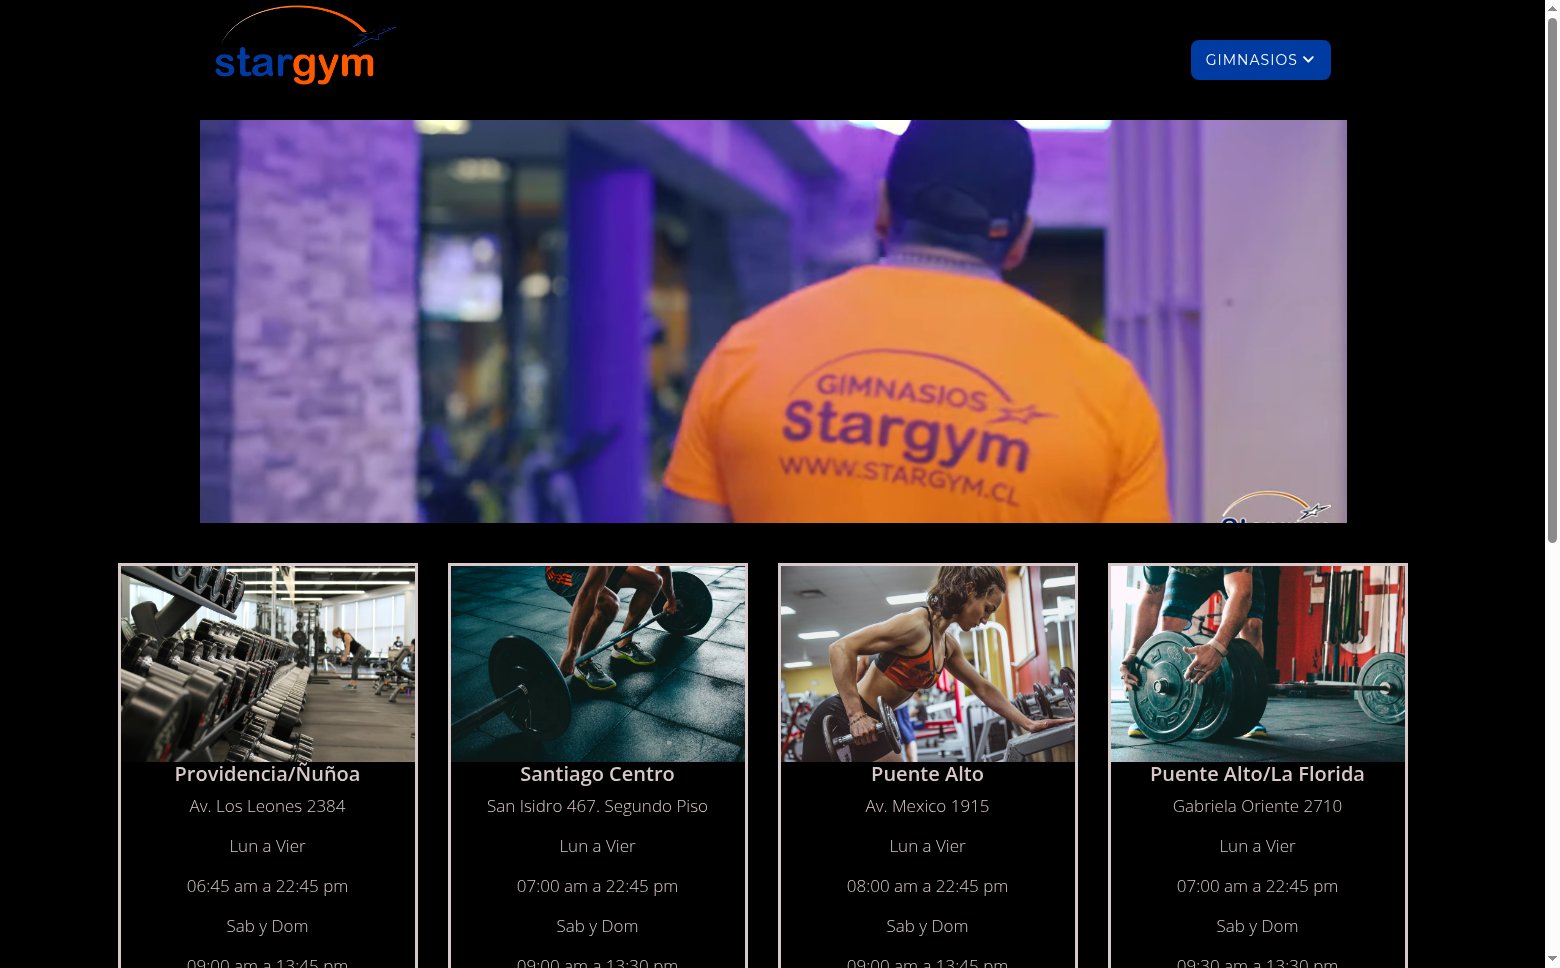 stargym
GIMNASIOS
GIMNASIOS
Stargym
WWW.STARGYM.CL
Stargym
Providencia/Ñuñoa
Av. Los Leones 2384
Lun a Vier
06:45 am a 22:45 pm
Sab y Dom
09:00 am a 13:45 pm
Santiago Centro
San Isidro 467. Segundo Piso
Lun a Vier
07:00 am a 22:45 pm
Sab y Dom
09:00 am a 13:30 pm
Puente Alto
Av. Mexico 1915
Lun a Vier
08:00 am a 22:45 pm
Sab y Dom
09:00 am a 13:45 pm
Puente Alto/La Florida
Gabriela Oriente 2710
Lun a Vier
07:00 am a 22:45 pm
Sab y Dom
09:30 am a 13:30 pm